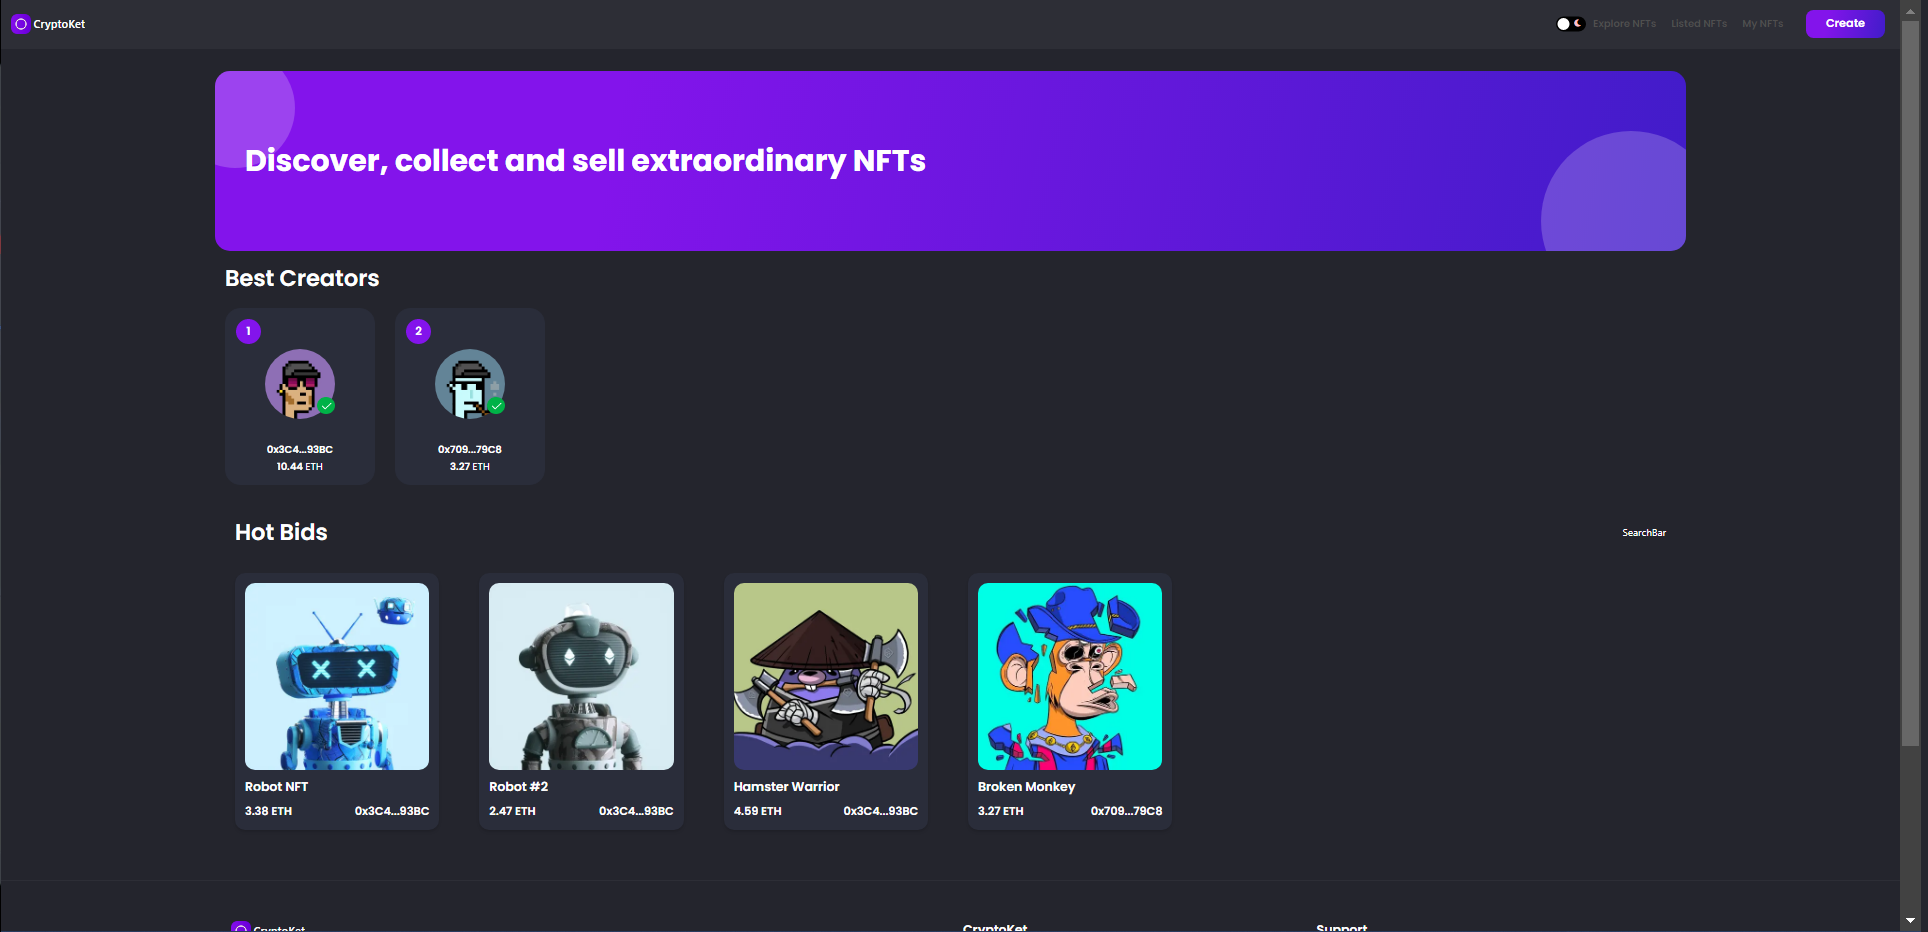 CryptoKet
Explore NFTs
Listed NFTs
My NFTs
Create
Discover, collect and sell extraordinary NFTs
Best Creators
1
2
0x3C4...93BC
10.44 ETH
0x709...79C8
3.27 ETH
Hot Bids
SearchBar
Robot NFT
3.38 ETH
0x3C4...93BC
Robot #2
2.47 ETH
0x3C4...93BC
Hamster Warrior
4.59 ETH
0x3C4...93BC
Broken Monkey
3.27 ETH
0x709...79C8
CryptoKet
CryptoKet
Support